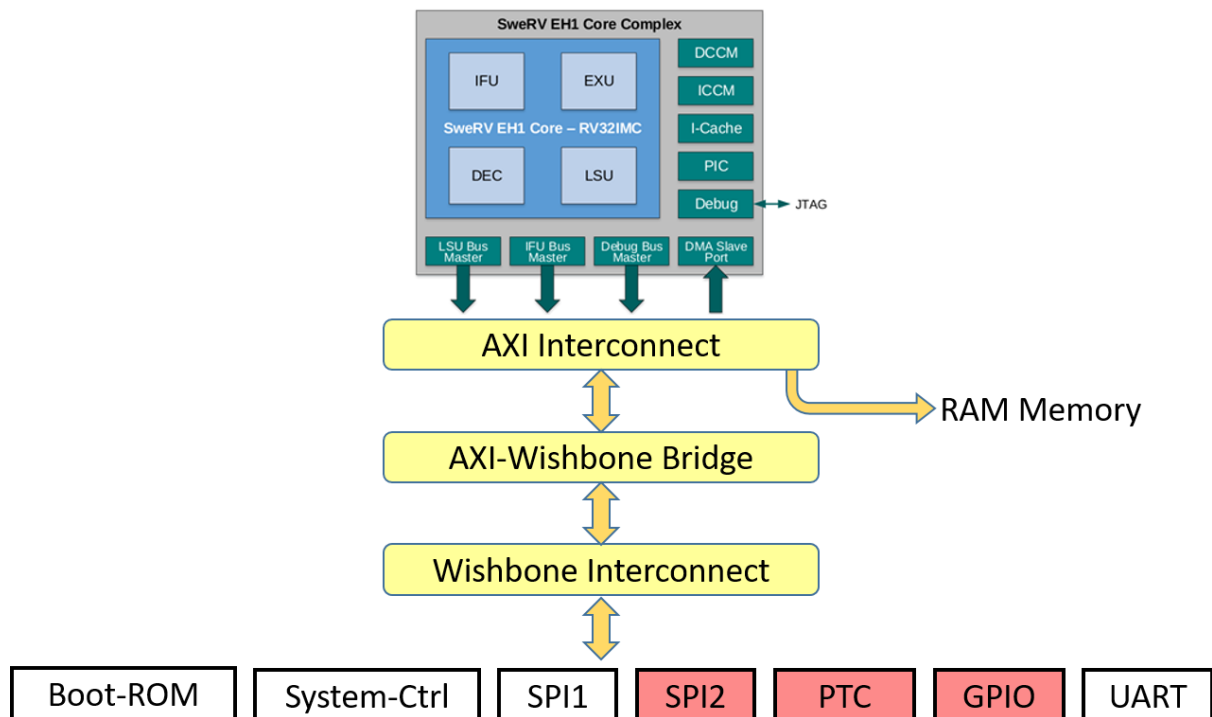 SweRV EH1 Core Complex
IFU
EXU
SweRV EH1 Core – RV32IMC
DEC
LSU
DCCM
ICCM
I-Cache
PIC
Debug
JTAG
LSU Bus
Master
IFU Bus
Master
Debug Bus
Master
DMA Slave
Port
AXI Interconnect
RAM Memory
AXI-Wishbone Bridge
Wishbone Interconnect
Boot-ROM
System-Ctrl
SPI1
SPI2
PTC
GPIO
UART